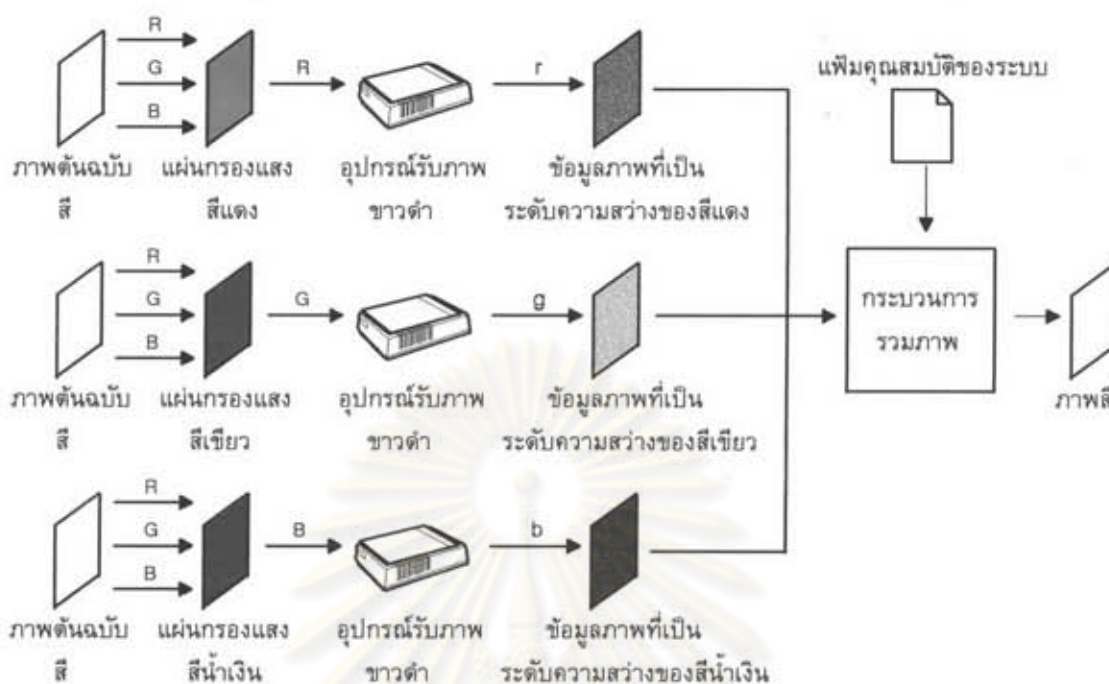 R
G
B
R
r
แฟ้มคุณสมบัติของระบบ
ภาพต้นฉบับ แผ่นกรองแสง อุปกรณ์รับภาพ ข้อมูลภาพที่เป็น
สี สีแดง ขาวดำ ระดับความสว่างของสีแดง
R
G
B
G
g
กระบวนการ
รวมภาพ
ภาพต้นฉบับ แผ่นกรองแสง อุปกรณ์รับภาพ ข้อมูลภาพที่เป็น ภาพสี
สี สีเขียว ขาวดำ ระดับความสว่างของสีเขียว
R
G
B
B
b
ภาพต้นฉบับ แผ่นกรองแสง อุปกรณ์รับภาพ ข้อมูลภาพที่เป็น
สี สีน้ำเงิน ขาวดำ ระดับความสว่างของสีน้ำเงิน